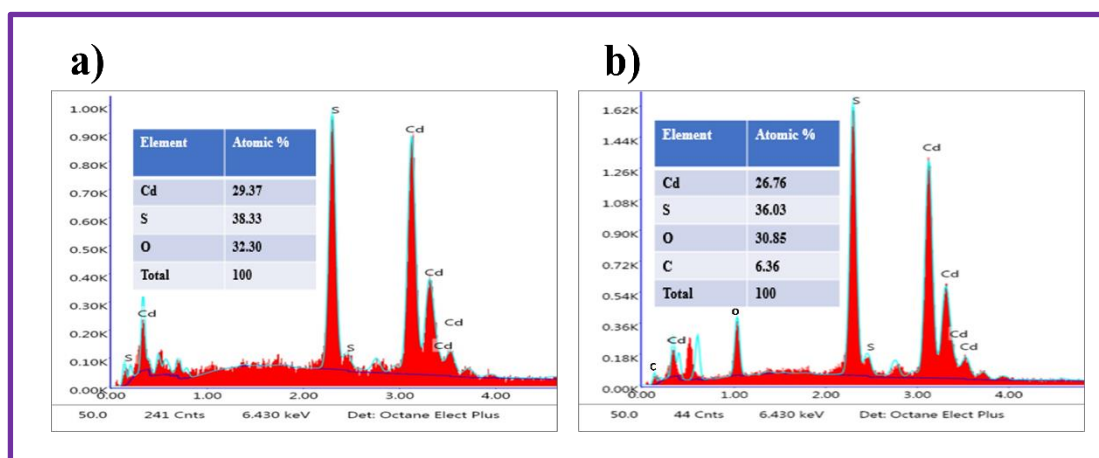 a)
b)
1.00K
0.90K
0.80K
0.70K
0.60K
0.50K
0.40K
0.30K
0.20K
0.10K
0.00K
Element Atomic %
Cd 29.37
S 38.33
O 32.30
Total 100
S
Cd
Cd
Cd
Cd
S
Cd
S
0.00 1.00 2.00 3.00 4.00
50.0 241 Cnts 6.430 keV Det: Octane Elect Plus
1.62K
1.44K
1.26K
1.08K
0.90K
0.72K
0.54K
0.36K
0.18K
0.00K
Element Atomic %
Cd 26.76
S 36.03
O 30.85
C 6.36
Total 100
S
Cd
Cd
O
Cd
Cd
Cd
S
C
0.00 1.00 2.00 3.00 4.00
50.0 44 Cnts 6.430 keV Det: Octane Elect Plus